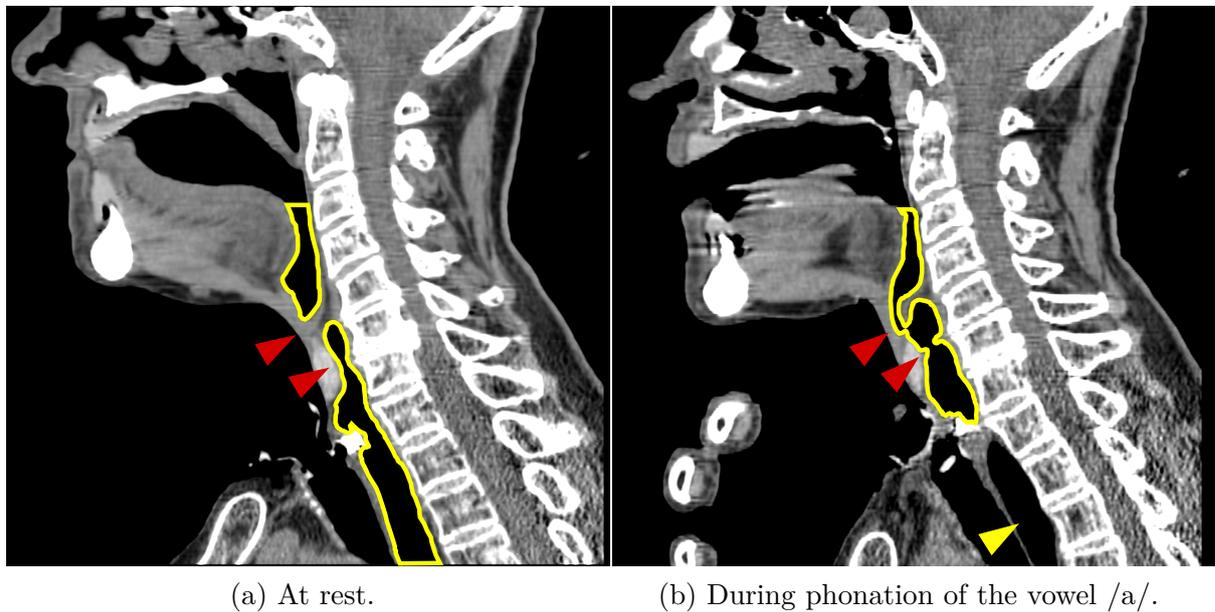 (a) At rest.
(b) During phonation of the vowel /a/.